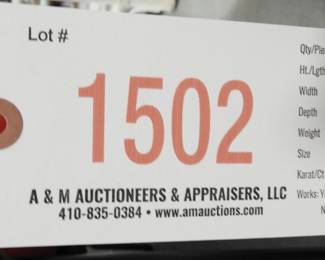 Lot #
1502
A & M AUCTIONEERS & APPRAISERS, LLC
410-835-0384 • www.amauctions.com
Qty/Pie
Ht./Lgth
Width
Depth
Weight
Size
Karat/Ct
Works: Y
N